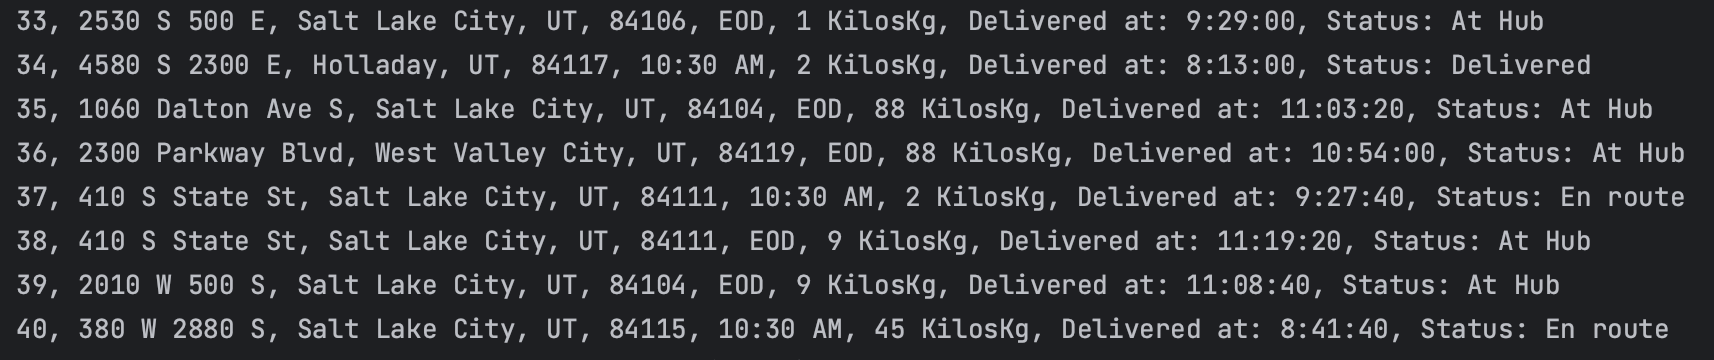 33, 2530 S 500 E, Salt Lake City, UT, 84106, EOD, 1 KilosKg, Delivered at: 9:29:00, Status: At Hub
34, 4580 S 2300 E, Holladay, UT, 84117, 10:30 AM, 2 KilosKg, Delivered at: 8:13:00, Status: Delivered
35, 1060 Dalton Ave S, Salt Lake City, UT, 84104, EOD, 88 KilosKg, Delivered at: 11:03:20, Status: At Hub
36, 2300 Parkway Blvd, West Valley City, UT, 84119, EOD, 88 KilosKg, Delivered at: 10:54:00, Status: At Hub
37, 410 S State St, Salt Lake City, UT, 84111, 10:30 AM, 2 KilosKg, Delivered at: 9:27:40, Status: En route
38, 410 S State St, Salt Lake City, UT, 84111, EOD, 9 KilosKg, Delivered at: 11:19:20, Status: At Hub
39, 2010 W 500 S, Salt Lake City, UT, 84104, EOD, 9 KilosKg, Delivered at: 11:08:40, Status: At Hub
40, 380 W 2880 S, Salt Lake City, UT, 84115, 10:30 AM, 45 KilosKg, Delivered at: 8:41:40, Status: En route